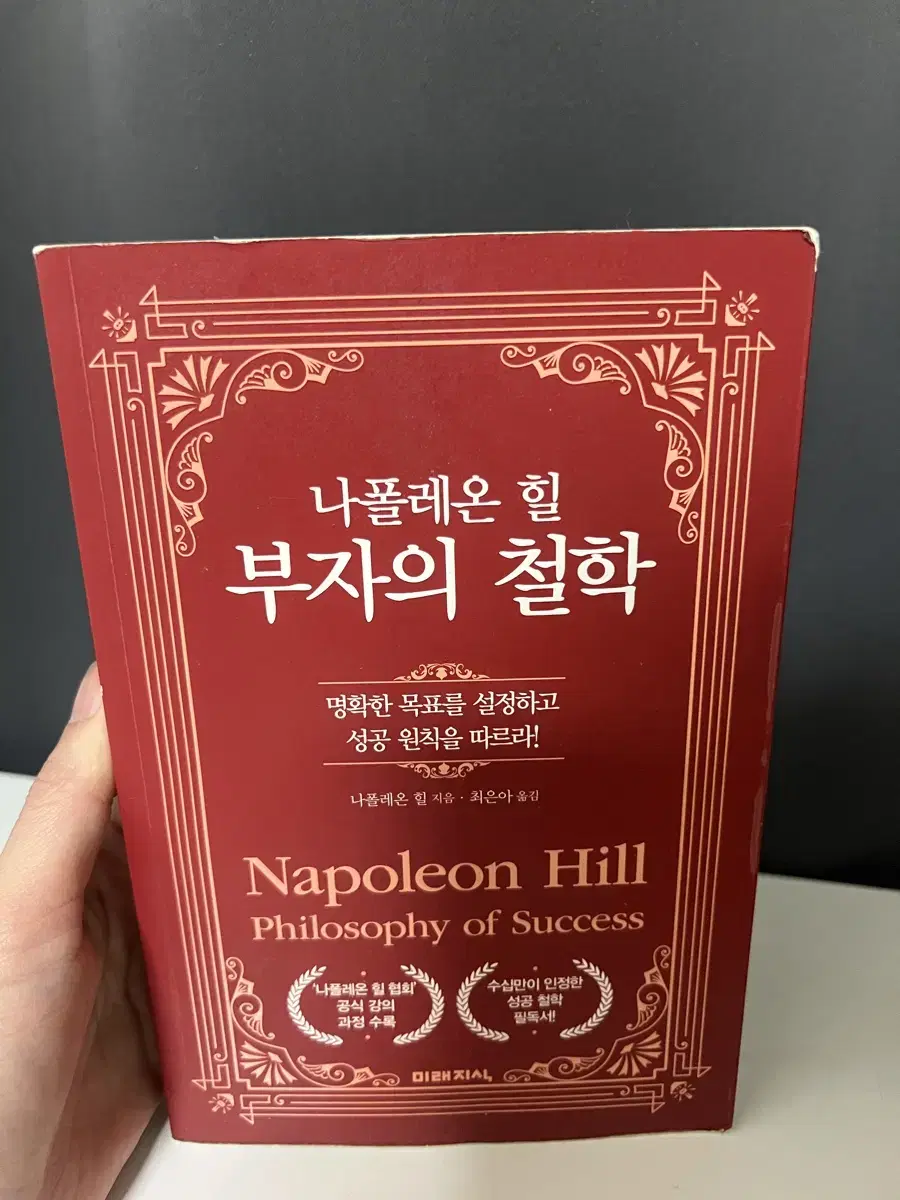 나폴레온 힐
부자의 철학
명확한 목표를 설정하고
성공 원칙을 따르라!
나폴레온 힐 지음 · 최은아 옮김
Napoleon Hill
Philosophy of Success
'나폴레온 힐 협회'
공식 강의
과정 수록
수십만이 인정한
성공 철학
필독서!
미래지식